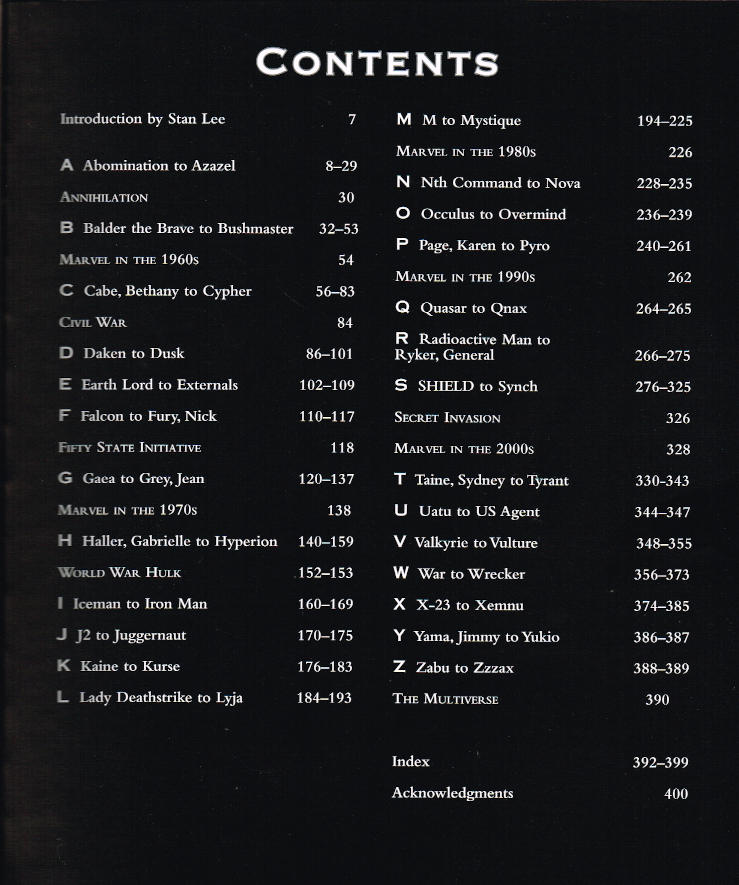 CONTENTS
Introduction by Stan Lee 7
A Abomination to Azazel 8–29
ANNIHILATION 30
B Balder the Brave to Bushmaster 32–53
MARVEL IN THE 1960s 54
C Cabe, Bethany to Cypher 56–83
CIVIL WAR 84
D Daken to Dusk 86–101
E Earth Lord to Externals 102–109
F Falcon to Fury, Nick 110–117
FIFTY STATE INITIATIVE 118
G Gaea to Grey, Jean 120–137
MARVEL IN THE 1970s 138
H Haller, Gabrielle to Hyperion 140–159
WORLD WAR HULK 152–153
I Iceman to Iron Man 160–169
J J2 to Juggernaut 170–175
K Kaine to Kurse 176–183
L Lady Deathstrike to Lyja 184–193
M M to Mystique 194–225
MARVEL IN THE 1980s 226
N Nth Command to Nova 228–235
O Occulus to Overmind 236–239
P Page, Karen to Pyro 240–261
MARVEL IN THE 1990s 262
Q Quasar to Qnax 264–265
R Radioactive Man to
Ryker, General 266–275
S SHIELD to Synch 276–325
SECRET INVASION 326
MARVEL IN THE 2000s 328
T Taine, Sydney to Tyrant 330-343
U Uatu to US Agent 344–347
V Valkyrie to Vulture 348–355
W War to Wrecker 356–373
X X-23 to Xemnu 374–385
Y Yama, Jimmy to Yukio 386–387
Z Zabu to Zzzax 388–389
THE MULTIVERSE 390
Index 392–399
Acknowledgments 400